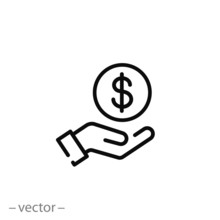 $
– vector –